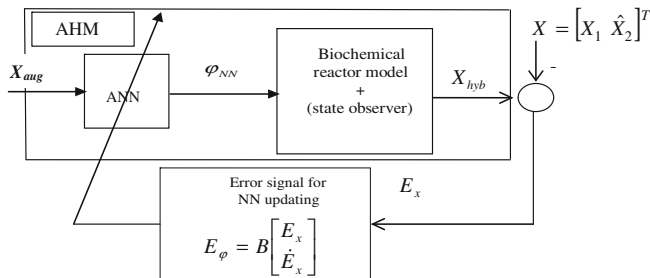 AHM
X = [X₁ X̂₂]ᵀ
X_aug
ANN
φ_NN
Biochemical
reactor model
+
(state observer)
X_hyb
-
Error signal for
NN updating
E_φ = B [E_x Ė_x]
E_x